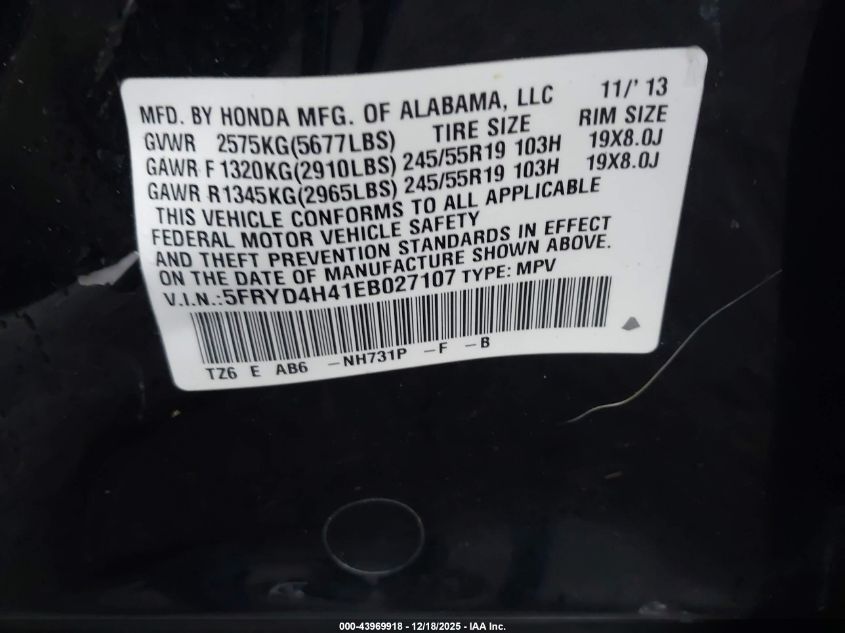 MFD. BY HONDA MFG. OF ALABAMA, LLC 11/' 13
GVWR 2575KG(5677LBS) TIRE SIZE RIM SIZE
GAWR F 1320KG(2910LBS) 245/55R19 103H 19X8.0J
GAWR R1345KG(2965LBS) 245/55R19 103H 19X8.0J
THIS VEHICLE CONFORMS TO ALL APPLICABLE
FEDERAL MOTOR VEHICLE SAFETY
AND THEFT PREVENTION STANDARDS IN EFFECT
ON THE DATE OF MANUFACTURE SHOWN ABOVE.
V.I.N.:5FRYD4H41EB027107 TYPE: MPV
TZ6 E AB6 -NH731P -F -B
000-43969918 - 12/18/2025 - IAA Inc.